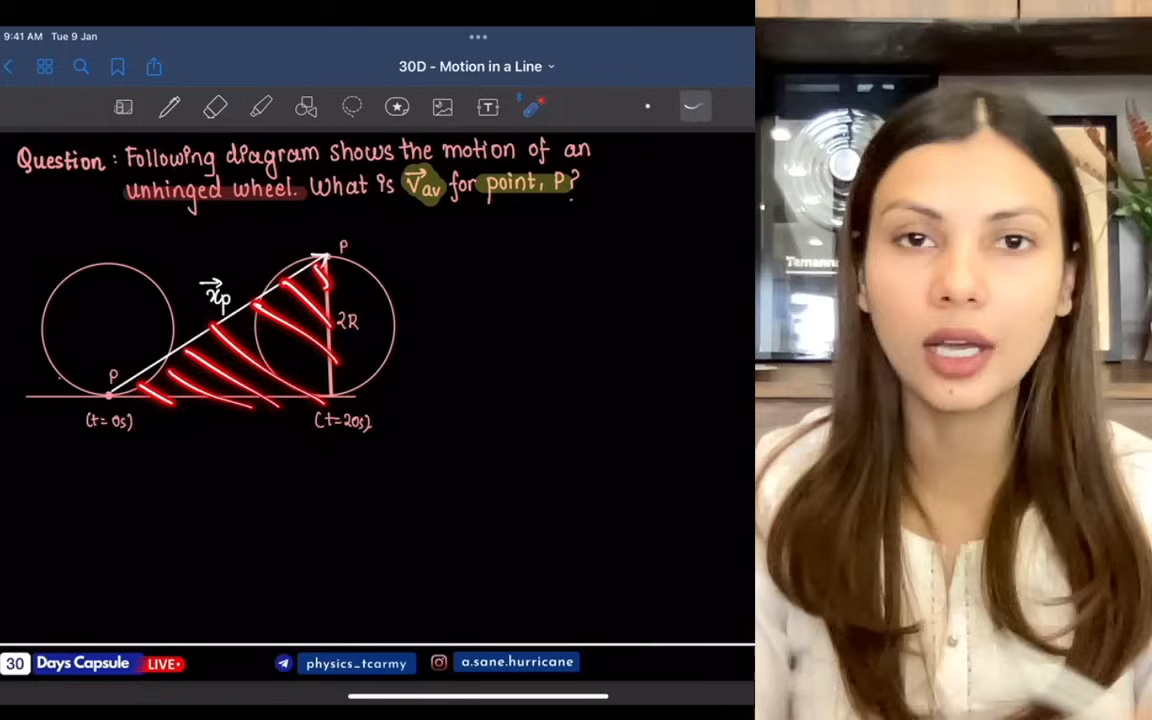 9:41 AM Tue 9 Jan
30D - Motion in a Line
Question : Following diagram shows the motion of an
unhinged wheel. What is V⃗av for point, P?
P
x⃗p
2R
P
(t = 0s)
(t = 20s)
30 Days Capsule LIVE
physics_tcarmy
a.sane.hurricane
Tamanna